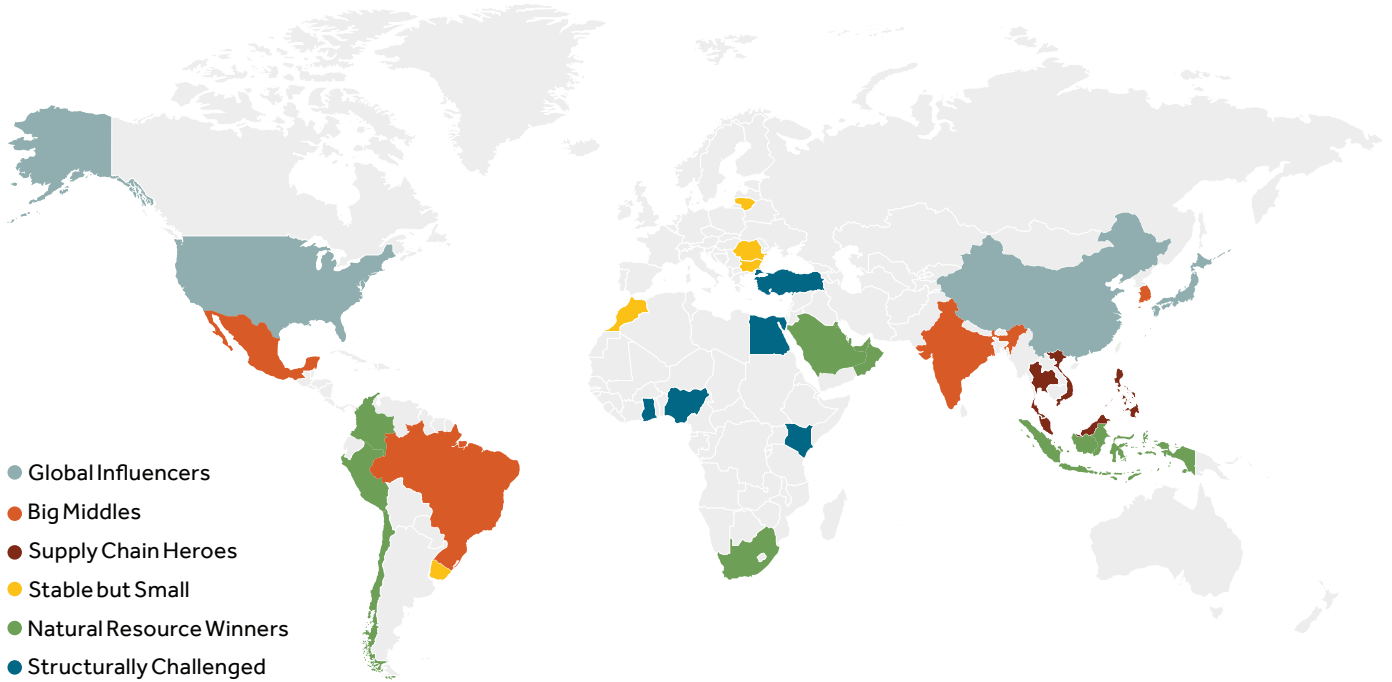 Global Influencers
Big Middles
Supply Chain Heroes
Stable but Small
Natural Resource Winners
Structurally Challenged